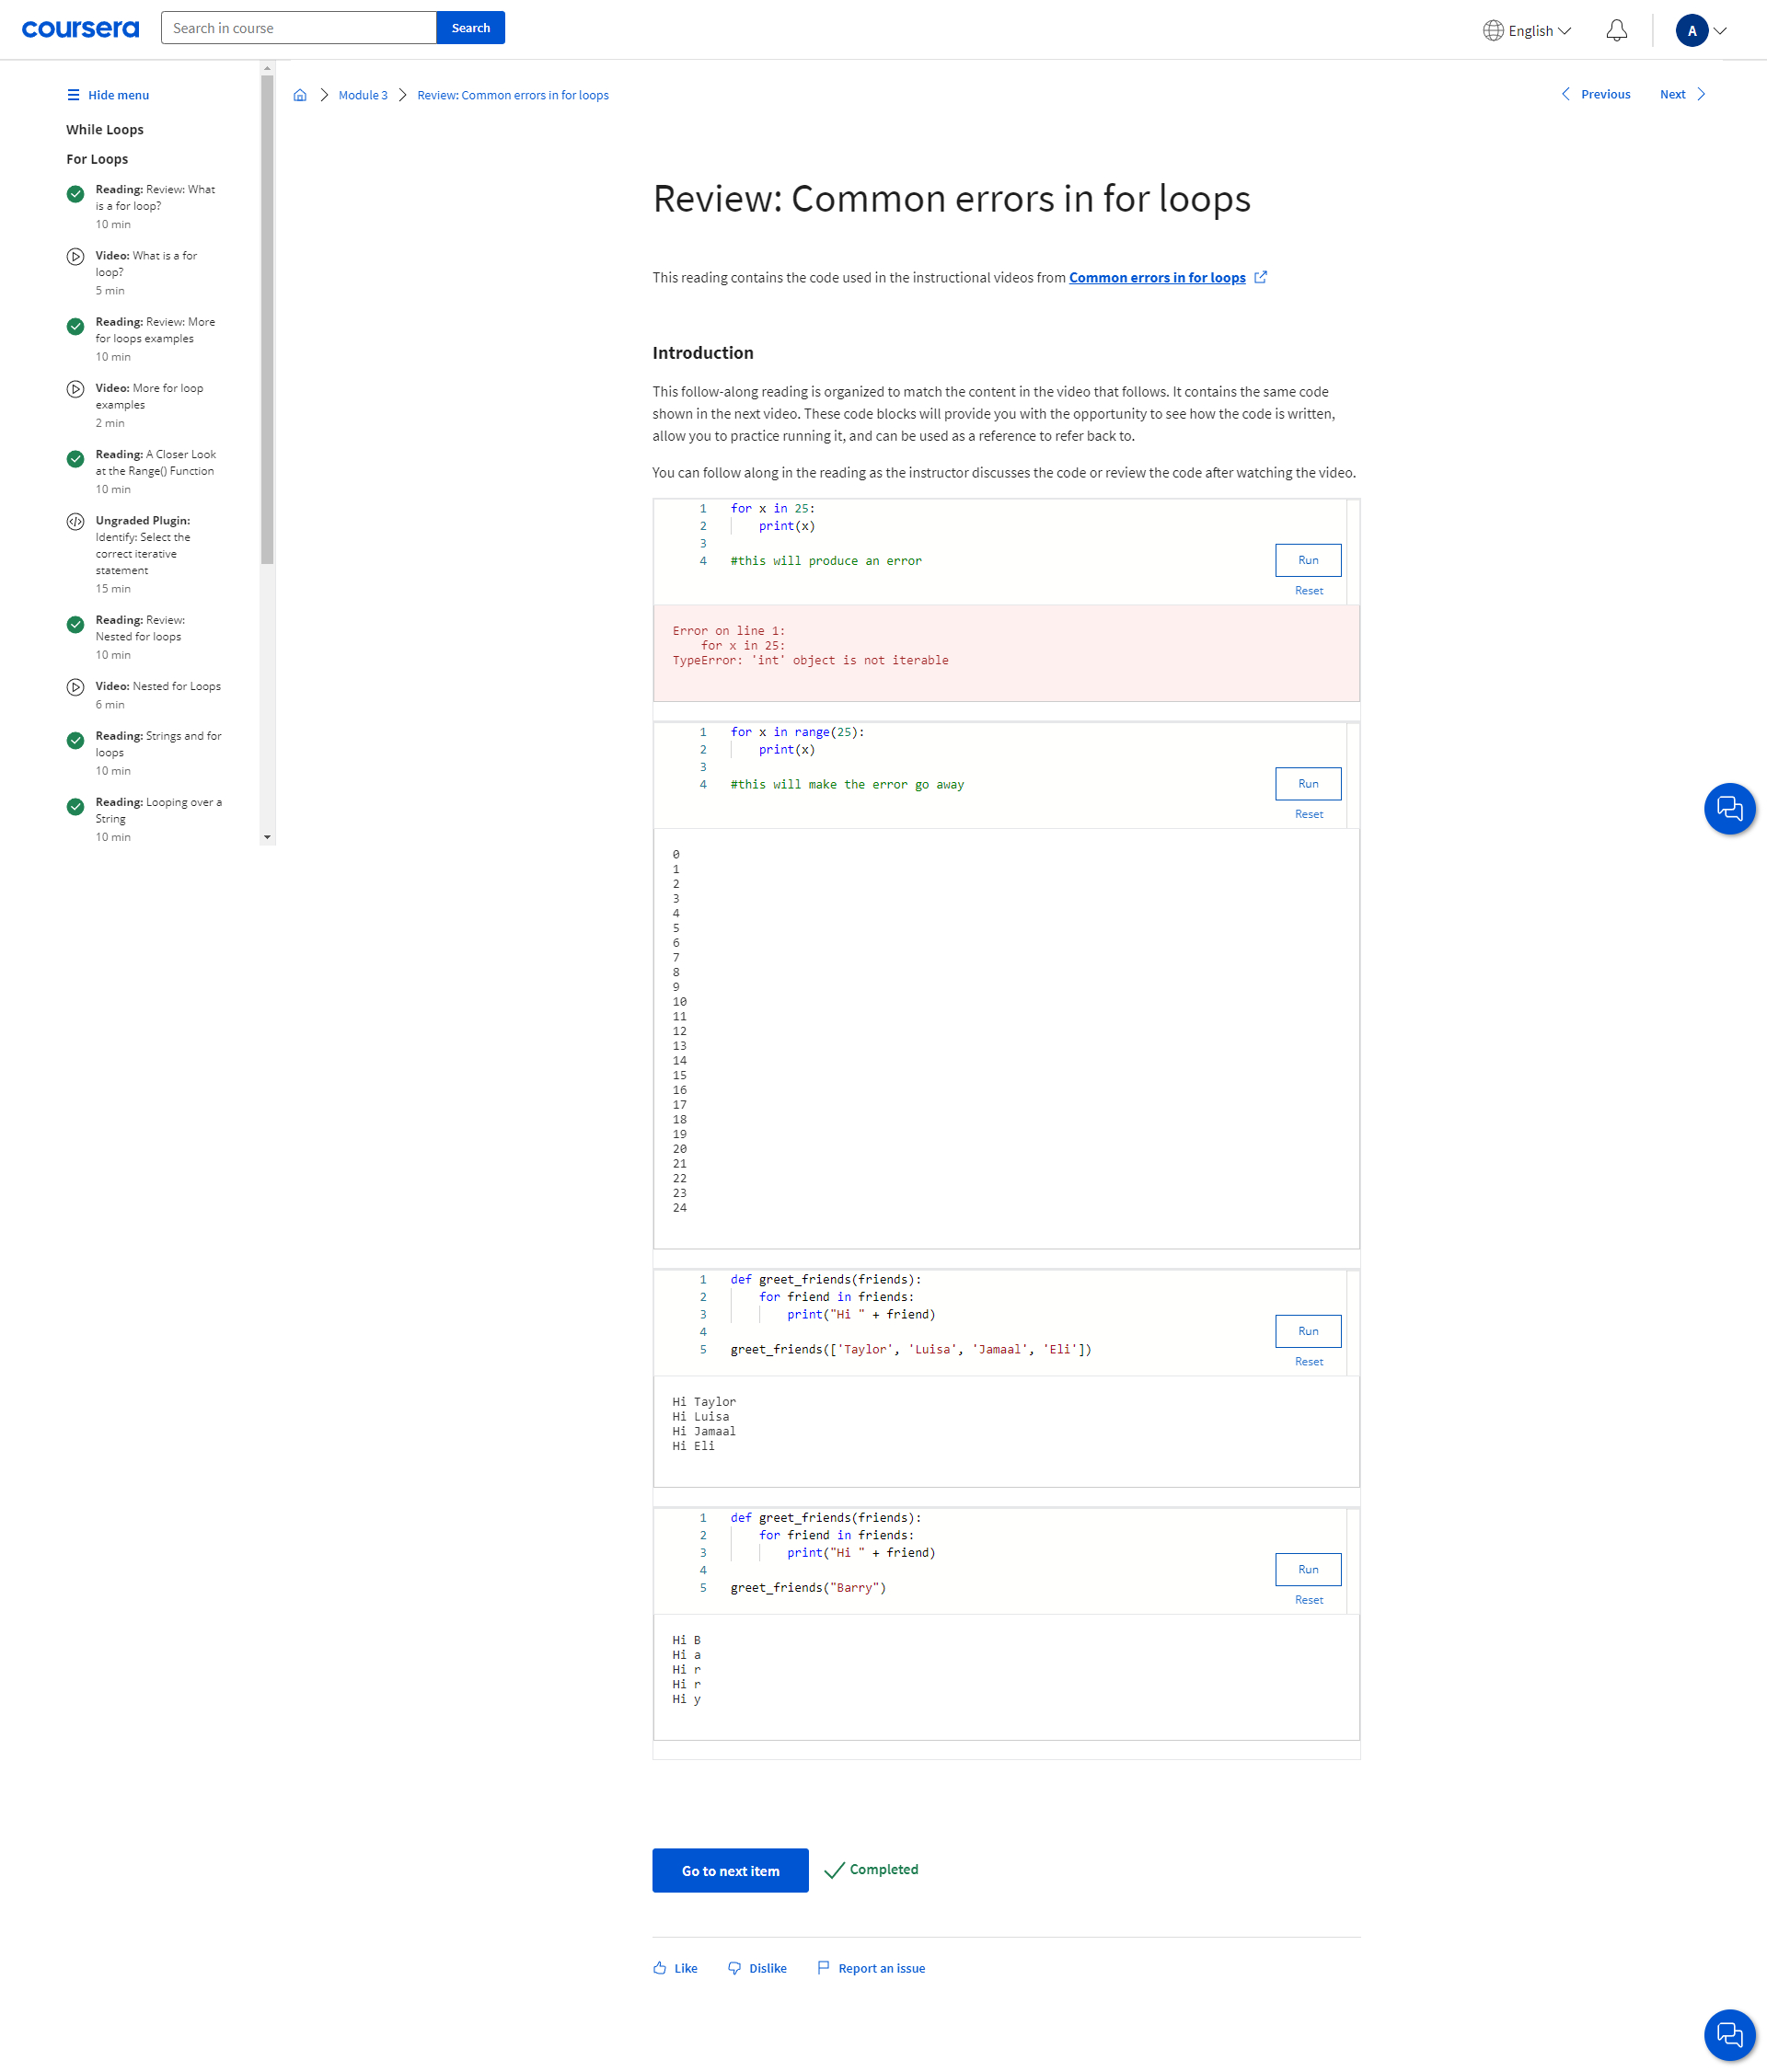 coursera
Search in course
Search
English
A
Hide menu
Module 3
Review: Common errors in for loops
Previous
Next
While Loops
For Loops
Reading: Review: What
is a for loop?
10 min
Video: What is a for
loop?
5 min
Reading: Review: More
for loops examples
10 min
Video: More for loop
examples
2 min
Reading: A Closer Look
at the Range() Function
10 min
Ungraded Plugin:
Identify: Select the
correct iterative
statement
15 min
Reading: Review:
Nested for loops
10 min
Video: Nested for Loops
6 min
Reading: Strings and for
loops
10 min
Reading: Looping over a
String
10 min
Review: Common errors in for loops
This reading contains the code used in the instructional videos from Common errors in for loops
Introduction
This follow-along reading is organized to match the content in the video that follows. It contains the same code
shown in the next video. These code blocks will provide you with the opportunity to see how the code is written,
allow you to practice running it, and can be used as a reference to refer back to.
You can follow along in the reading as the instructor discusses the code or review the code after watching the video.
1 for x in 25:
2     print(x)
3
4 #this will produce an error
Run
Reset
Error on line 1:
    for x in 25:
TypeError: 'int' object is not iterable
1 for x in range(25):
2     print(x)
3
4 #this will make the error go away
Run
Reset
0
1
2
3
4
5
6
7
8
9
10
11
12
13
14
15
16
17
18
19
20
21
22
23
24
1 def greet_friends(friends):
2     for friend in friends:
3         print("Hi " + friend)
4
5 greet_friends(['Taylor', 'Luisa', 'Jamaal', 'Eli'])
Run
Reset
Hi Taylor
Hi Luisa
Hi Jamaal
Hi Eli
1 def greet_friends(friends):
2     for friend in friends:
3         print("Hi " + friend)
4
5 greet_friends("Barry")
Run
Reset
Hi B
Hi a
Hi r
Hi r
Hi y
Go to next item
Completed
Like
Dislike
Report an issue